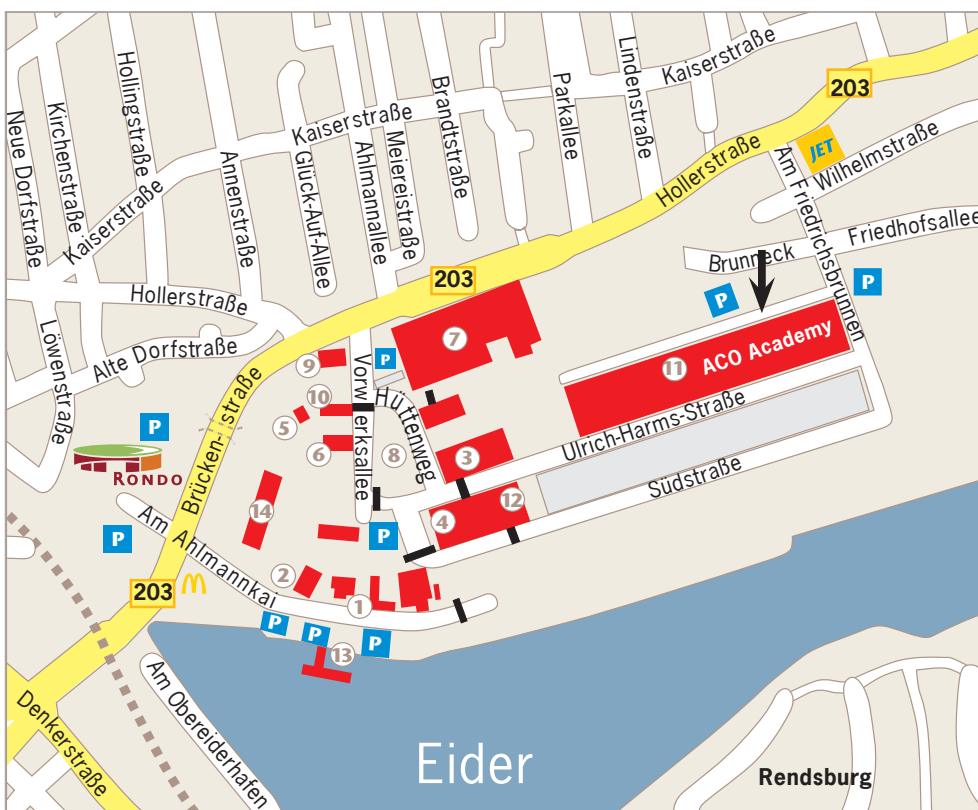 Kaiserstraße
203
Hollingstraße
Lindenstraße
Brandtstraße
Parkallee
Kirchenstraße
Neue Dorfstraße
Kaiserstraße
Meiereistraße
Ahlmannallee
Glück-Auf-Allee
Annenstraße
Kaiserstraße
JET
Wilhelmstraße
Am Friedrichsbrunnen
Hollerstraße
Friedhofsallee
Brunneck
203
P
P
Hollerstraße
Löwenstraße
Alte Dorfstraße
7
9
P
Vorwerksallee
Hüttenweg
11 ACO Academy
10
5
6
8
3
Ulrich-Harms-Straße
Südstraße
P
RONDO
Brücken-straße
14
4
12
P
P
Am Ahlmannkai
2
1
203
P
P
P
13
Am Obereiderhafen
Denkerstraße
Eider
Rendsburg